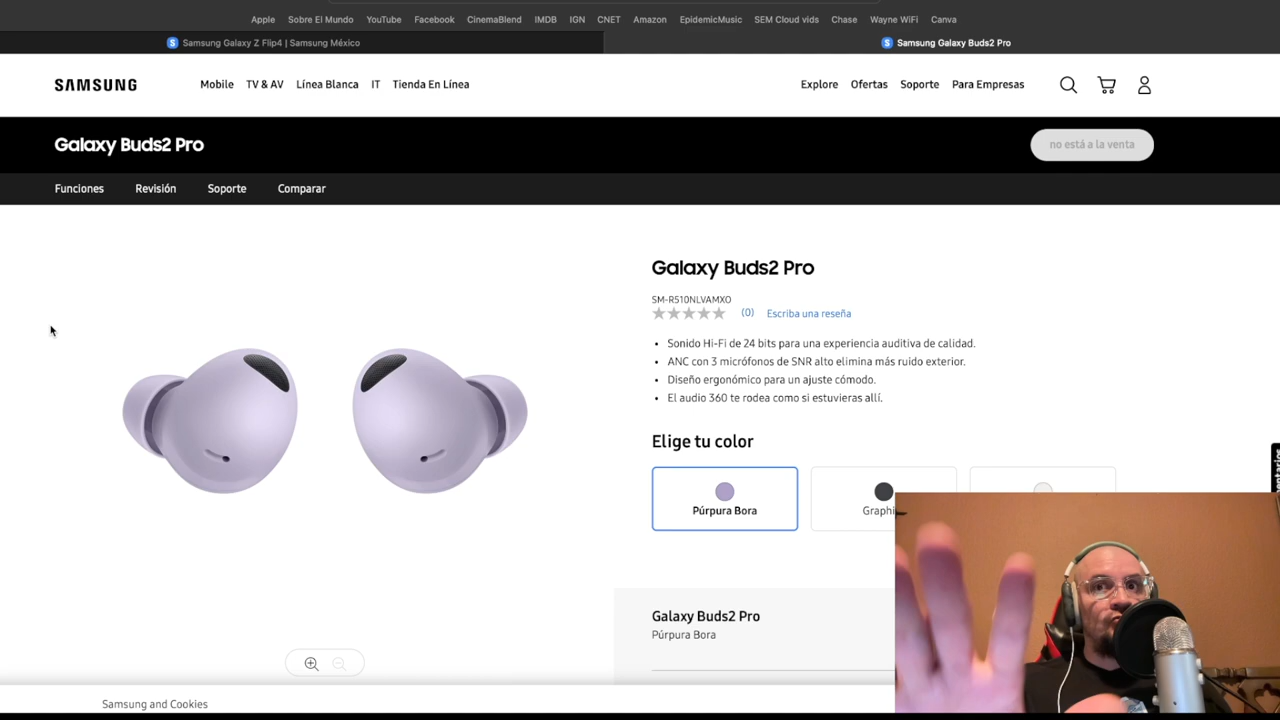 Apple Sobre El Mundo YouTube Facebook CinemaBlend IMDB IGN CNET Amazon EpidemicMusic SEM Cloud vids Chase Wayne WiFi Canva
Samsung Galaxy Z Flip4 | Samsung México
Samsung Galaxy Buds2 Pro
SAMSUNG
Mobile TV & AV Línea Blanca IT Tienda En Línea
Explore Ofertas Soporte Para Empresas
Galaxy Buds2 Pro
no está a la venta
Funciones Revisión Soporte Comparar
Galaxy Buds2 Pro
SM-R510NLVAMXO
(0) Escriba una reseña
• Sonido Hi-Fi de 24 bits para una experiencia auditiva de calidad.
• ANC con 3 micrófonos de SNR alto elimina más ruido exterior.
• Diseño ergonómico para un ajuste cómodo.
• El audio 360 te rodea como si estuvieras allí.
Elige tu color
Púrpura Bora
Graphi
Galaxy Buds2 Pro
Púrpura Bora
Samsung and Cookies